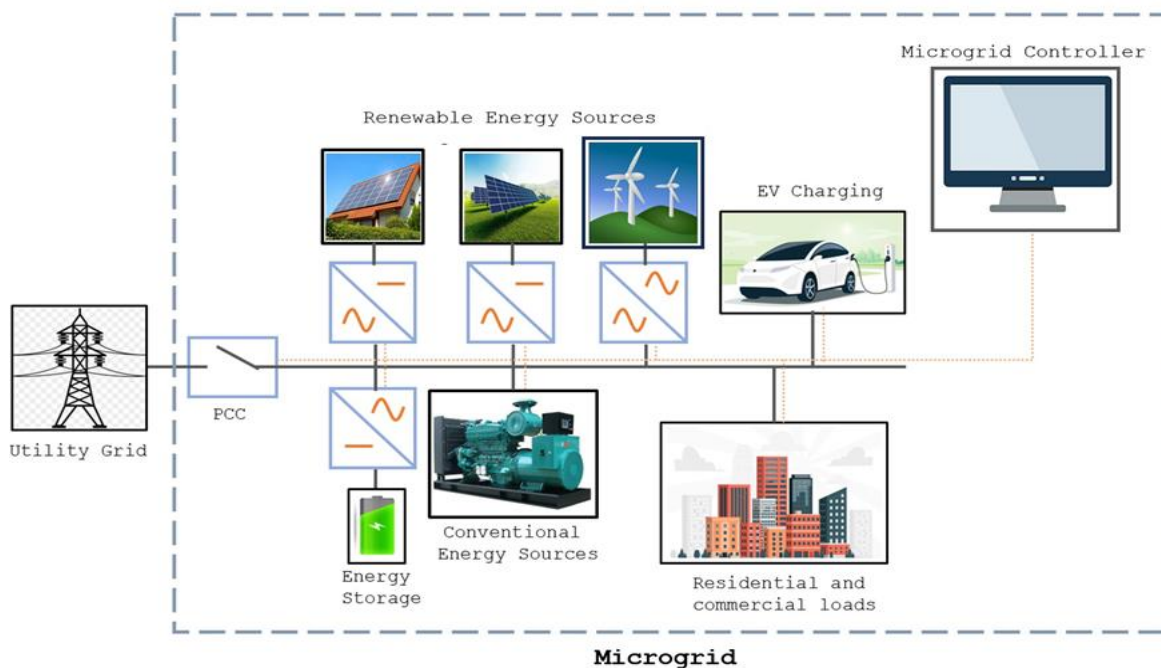 Microgrid Controller
Renewable Energy Sources
EV Charging
PCC
Utility Grid
Conventional
Energy Sources
Energy
Storage
Residential and
commercial loads
Microgrid